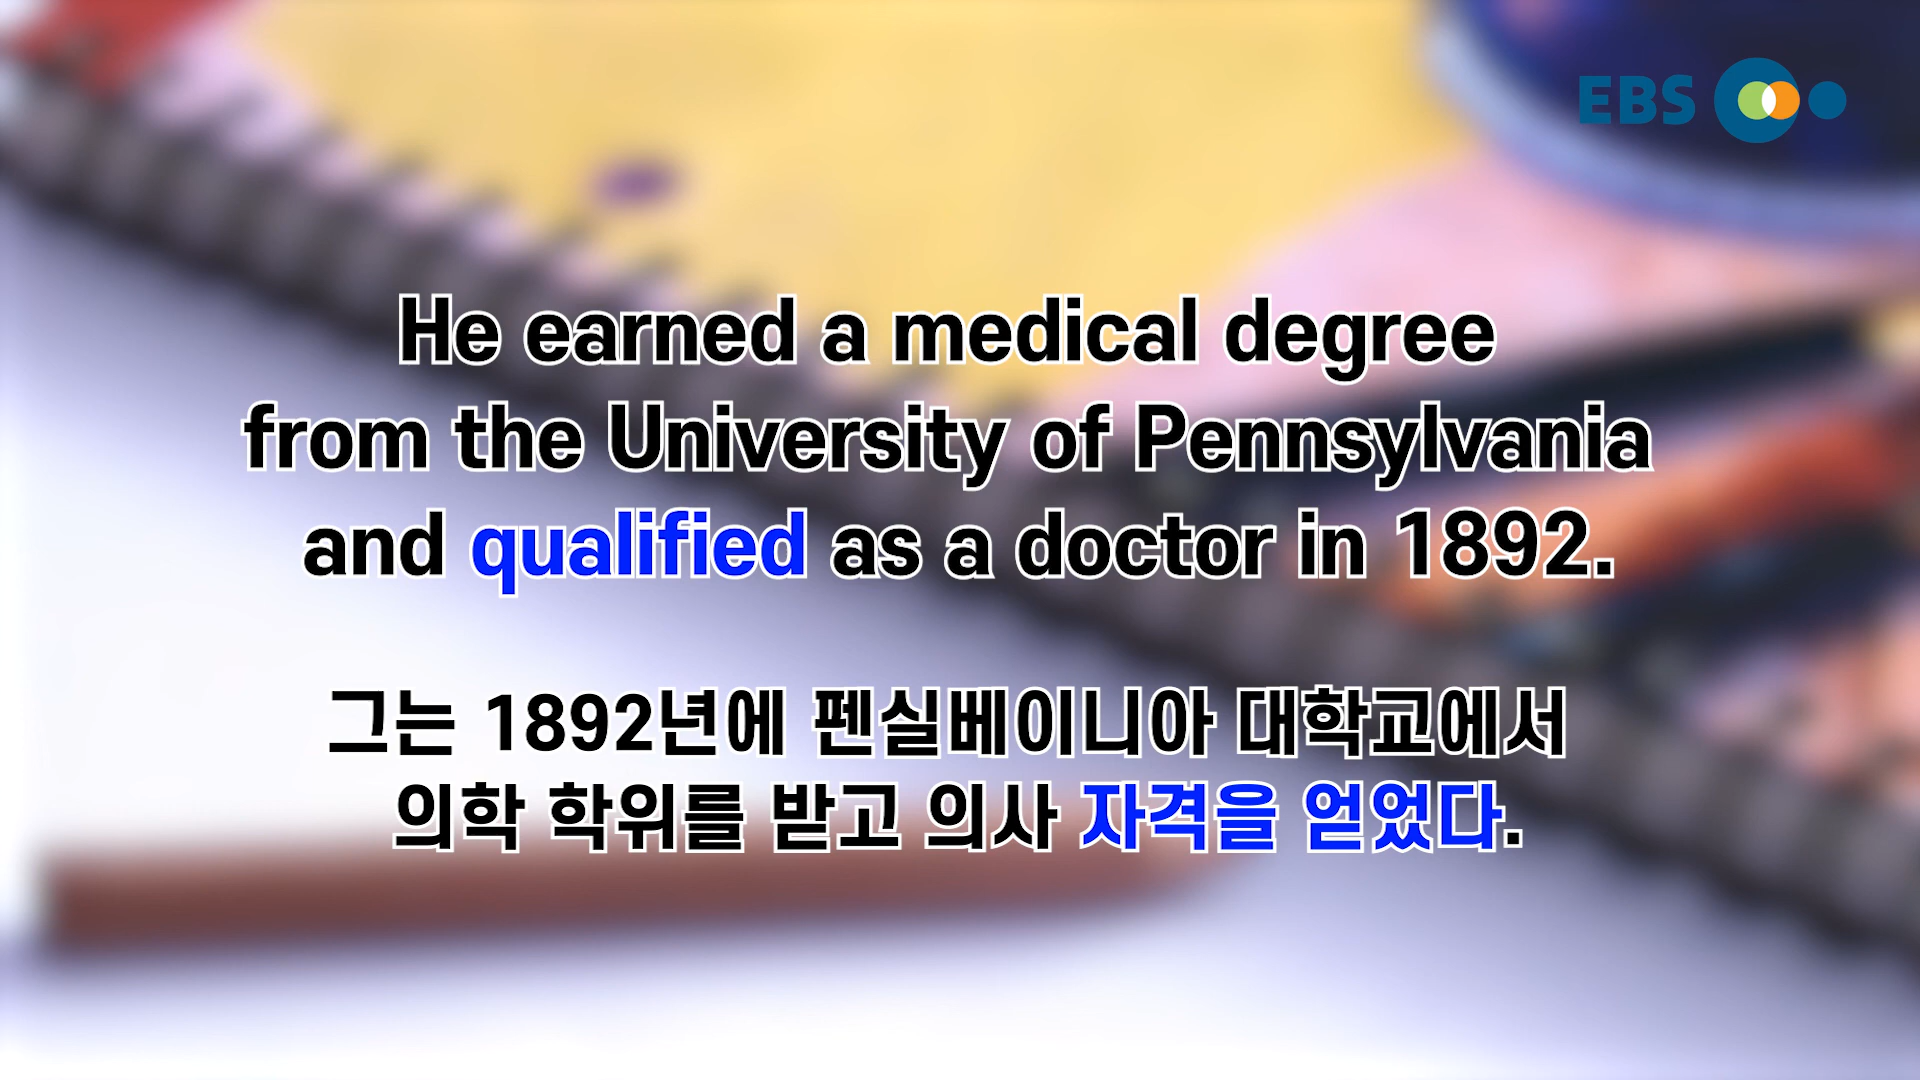 EBS
He earned a medical degree
from the University of Pennsylvania
and qualified as a doctor in 1892.
그는 1892년에 펜실베이니아 대학교에서
의학 학위를 받고 의사 자격을 얻었다.